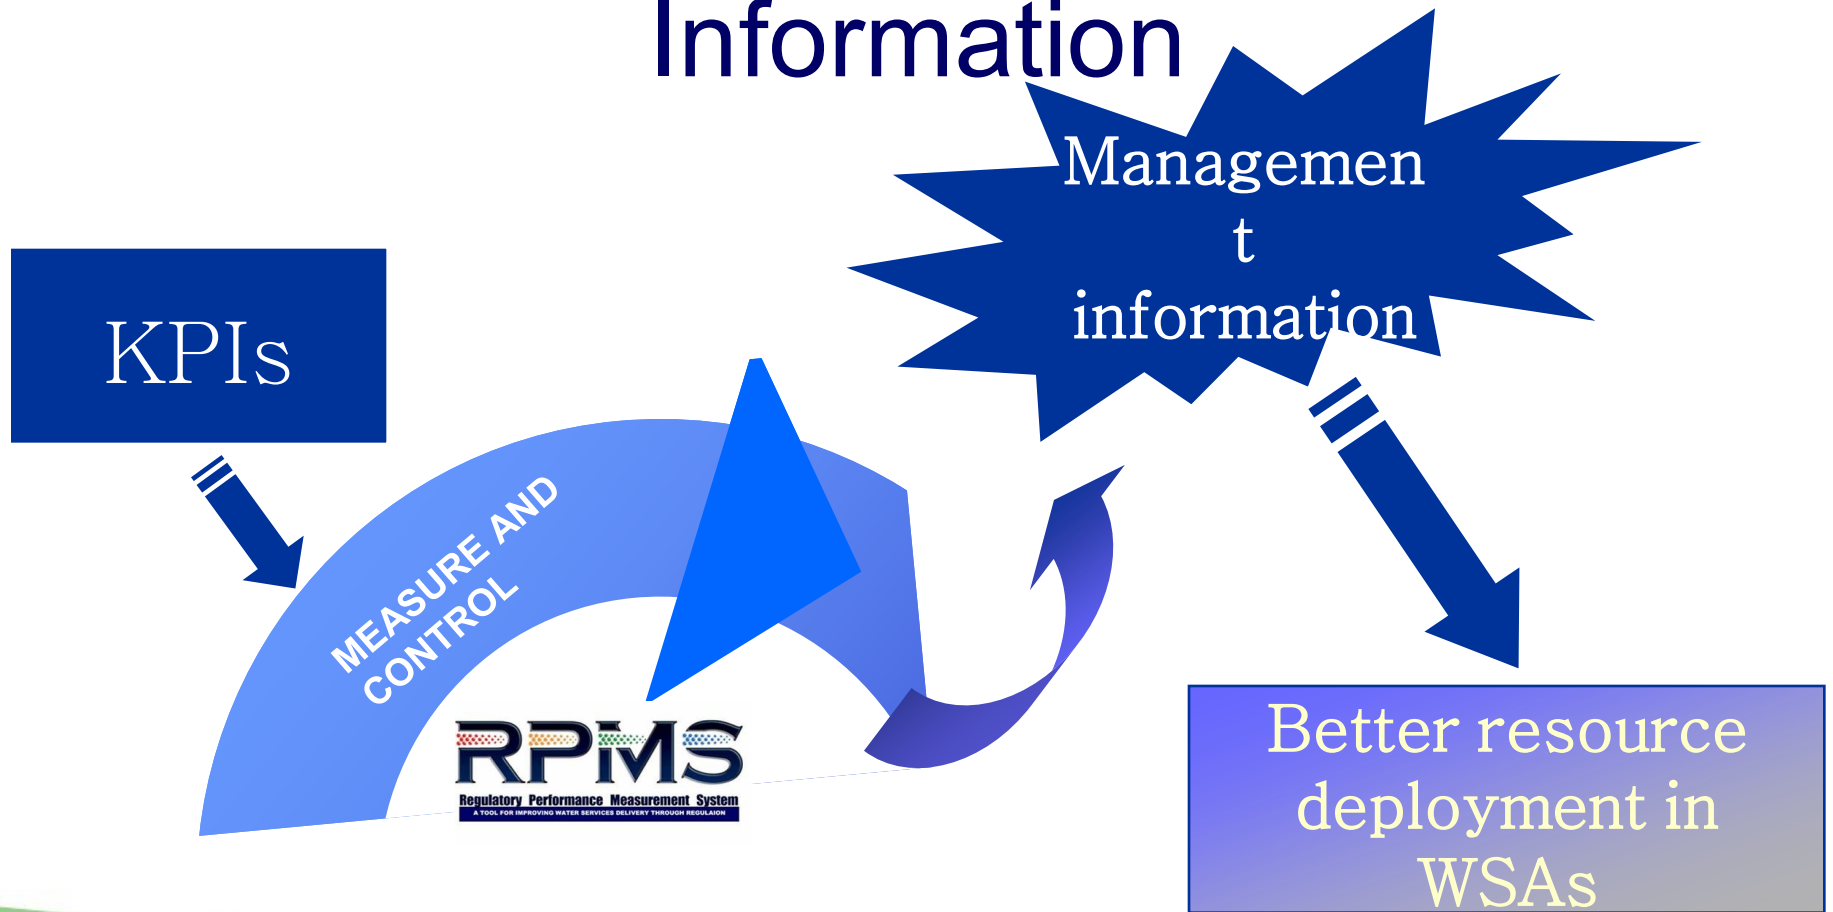 Information
Managemen
t
information
KPIs
MEASURE AND
CONTROL
RPMS
Regulatory Performance Measurement System
A TOOL FOR IMPROVING WATER SERVICES DELIVERY THROUGH REGULAION
Better resource
deployment in
WSAs